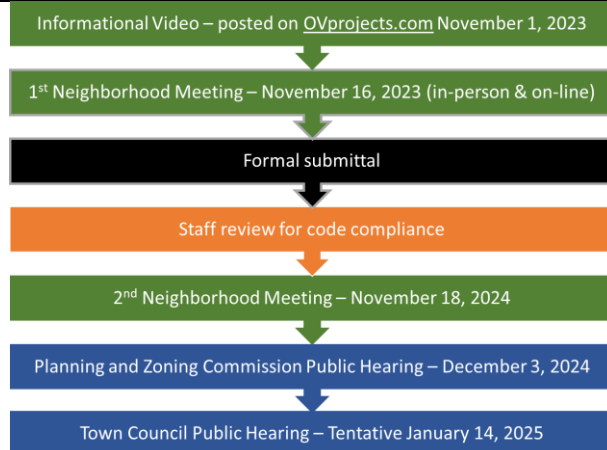 Informational Video – posted on OVprojects.com November 1, 2023
1st Neighborhood Meeting – November 16, 2023 (in-person & on-line)
Formal submittal
Staff review for code compliance
2nd Neighborhood Meeting – November 18, 2024
Planning and Zoning Commission Public Hearing – December 3, 2024
Town Council Public Hearing – Tentative January 14, 2025